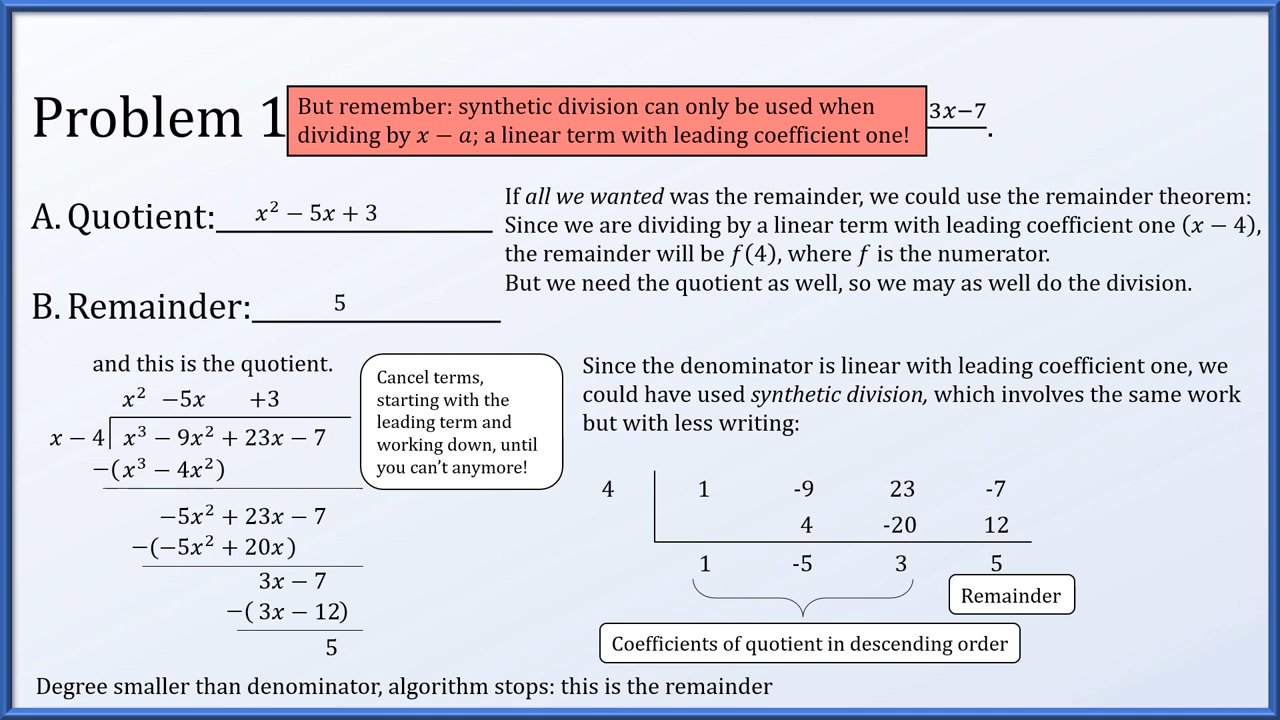 Problem 1
But remember: synthetic division can only be used when
dividing by x − a; a linear term with leading coefficient one!
3x−7
.
A. Quotient: x² − 5x + 3
B. Remainder: 5
If all we wanted was the remainder, we could use the remainder theorem:
Since we are dividing by a linear term with leading coefficient one (x − 4),
the remainder will be f(4), where f is the numerator.
But we need the quotient as well, so we may as well do the division.
and this is the quotient.
x² −5x +3
x − 4 x³ − 9x² + 23x − 7
−(x³ − 4x²)
−5x² + 23x − 7
−(−5x² + 20x)
3x − 7
−( 3x − 12)
5
Cancel terms,
starting with the
leading term and
working down, until
you can’t anymore!
Since the denominator is linear with leading coefficient one, we
could have used synthetic division, which involves the same work
but with less writing:
4 1 -9 23 -7
4 -20 12
1 -5 3 5
Remainder
Coefficients of quotient in descending order
Degree smaller than denominator, algorithm stops: this is the remainder